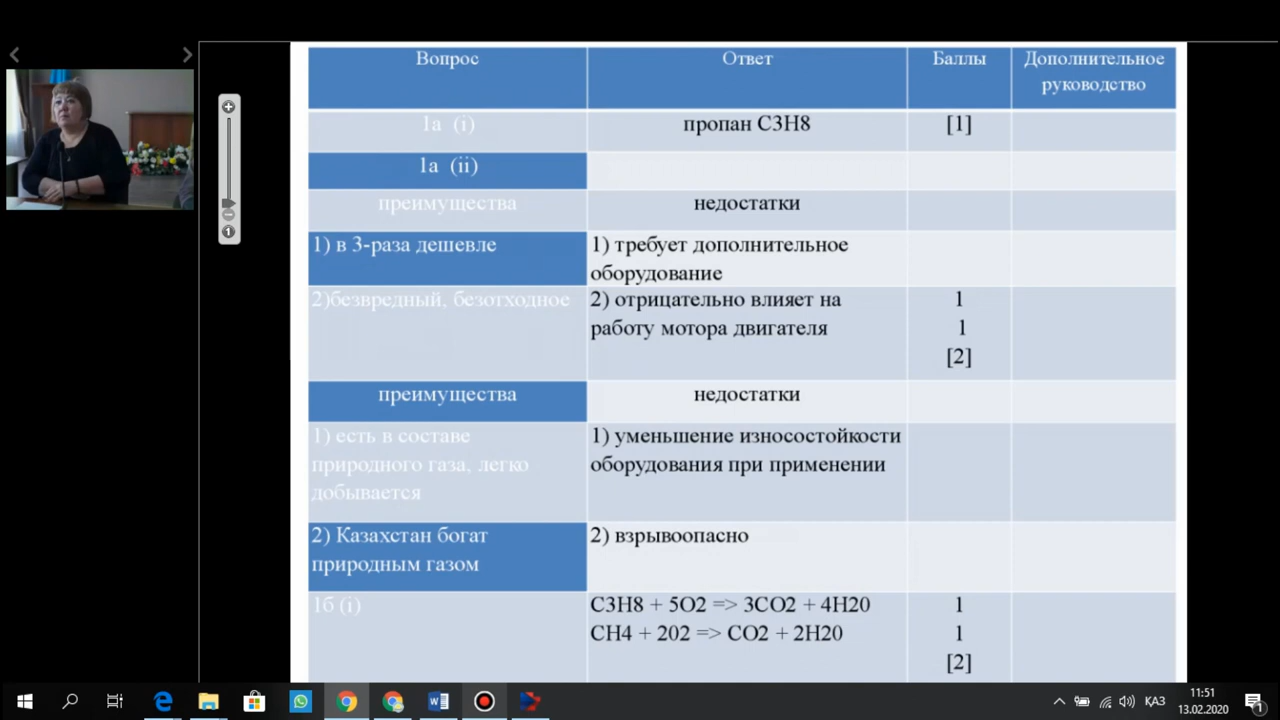 Вопрос
Ответ
Баллы
Дополнительное
руководство
1а (i)
пропан С3Н8
[1]
1а (ii)
преимущества
недостатки
1) в 3-раза дешевле
1) требует дополнительное
оборудование
2)безвредный, безотходное
2) отрицательно влияет на
работу мотора двигателя
1
1
[2]
преимущества
недостатки
1) есть в составе
природного газа, легко
добывается
1) уменьшение износостойкости
оборудования при применении
2) Казахстан богат
природным газом
2) взрывоопасно
1б (i)
С3Н8 + 5О2 => 3СО2 + 4Н20
СН4 + 202 => СО2 + 2Н20
1
1
[2]
ҚАЗ
11:51
13.02.2020